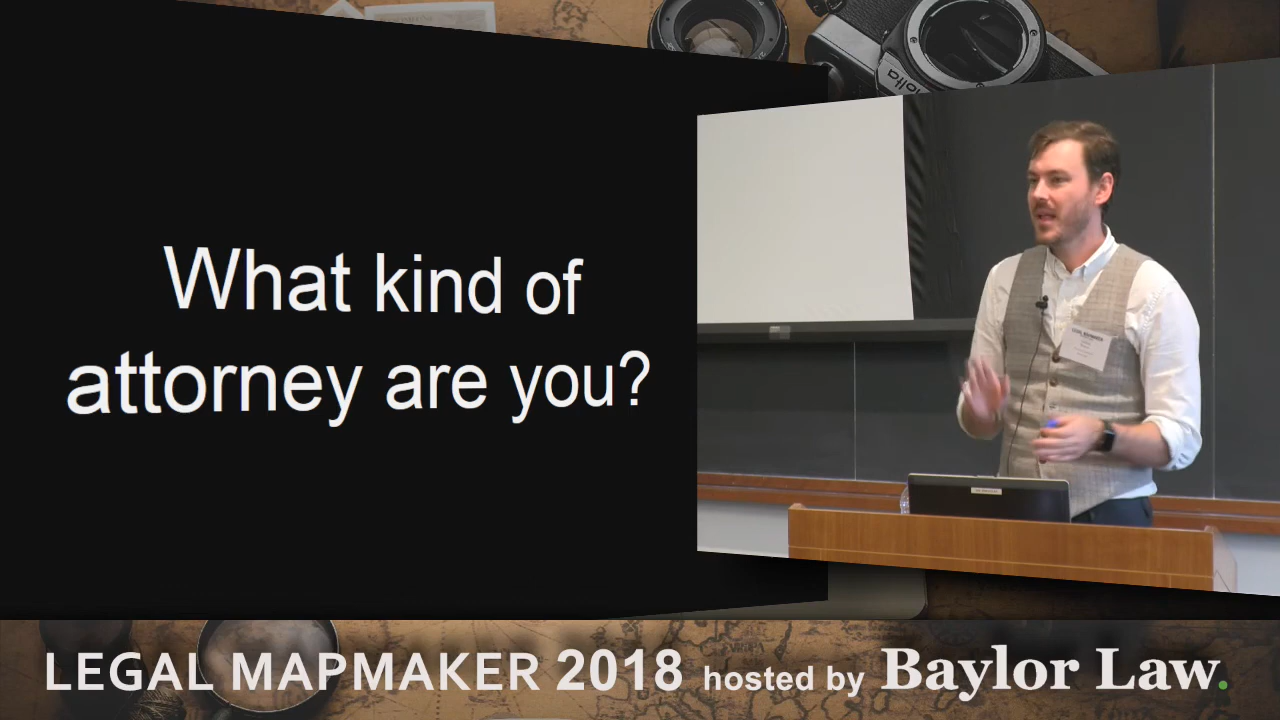 What kind of
attorney are you?
LEGAL MAPMAKER 2018 hosted by Baylor Law.